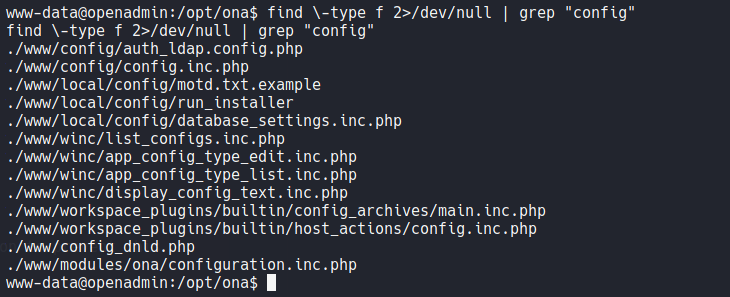 www-data@openadmin:/opt/ona$ find \-type f 2>/dev/null | grep "config"
find \-type f 2>/dev/null | grep "config"
./www/config/auth_ldap.config.php
./www/config/config.inc.php
./www/local/config/motd.txt.example
./www/local/config/run_installer
./www/local/config/database_settings.inc.php
./www/winc/list_configs.inc.php
./www/winc/app_config_type_edit.inc.php
./www/winc/app_config_type_list.inc.php
./www/winc/display_config_text.inc.php
./www/workspace_plugins/builtin/config_archives/main.inc.php
./www/workspace_plugins/builtin/host_actions/config.inc.php
./www/config_dnld.php
./www/modules/ona/configuration.inc.php
www-data@openadmin:/opt/ona$